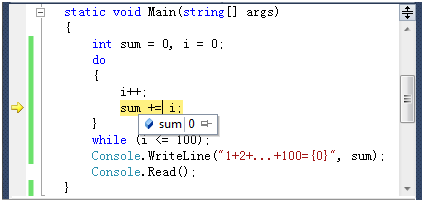 static void Main(string[] args)
{
int sum = 0, i = 0;
do
{
i++;
sum += i;
sum 0
}
while (i <= 100);
Console.WriteLine("1+2+...+100={0}", sum);
Console.Read();
}